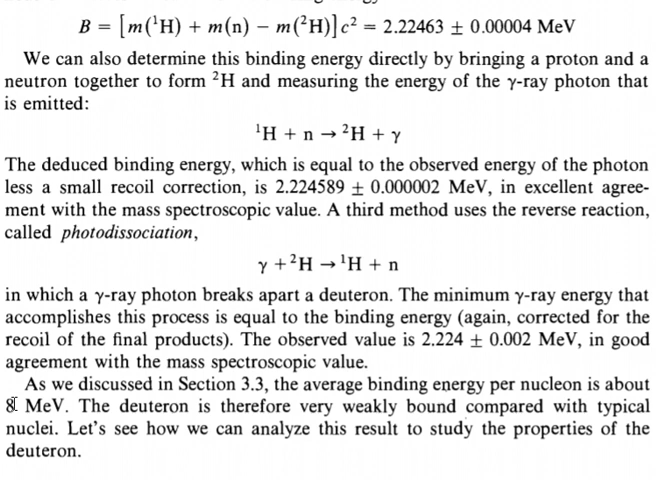 B = [m(¹H) + m(n) − m(²H)]c² = 2.22463 ± 0.00004 MeV
We can also determine this binding energy directly by bringing a proton and a
neutron together to form ²H and measuring the energy of the γ-ray photon that
is emitted:
¹H + n → ²H + γ
The deduced binding energy, which is equal to the observed energy of the photon
less a small recoil correction, is 2.224589 ± 0.000002 MeV, in excellent agree-
ment with the mass spectroscopic value. A third method uses the reverse reaction,
called photodissociation,
γ + ²H → ¹H + n
in which a γ-ray photon breaks apart a deuteron. The minimum γ-ray energy that
accomplishes this process is equal to the binding energy (again, corrected for the
recoil of the final products). The observed value is 2.224 ± 0.002 MeV, in good
agreement with the mass spectroscopic value.
As we discussed in Section 3.3, the average binding energy per nucleon is about
8 MeV. The deuteron is therefore very weakly bound compared with typical
nuclei. Let's see how we can analyze this result to study the properties of the
deuteron.